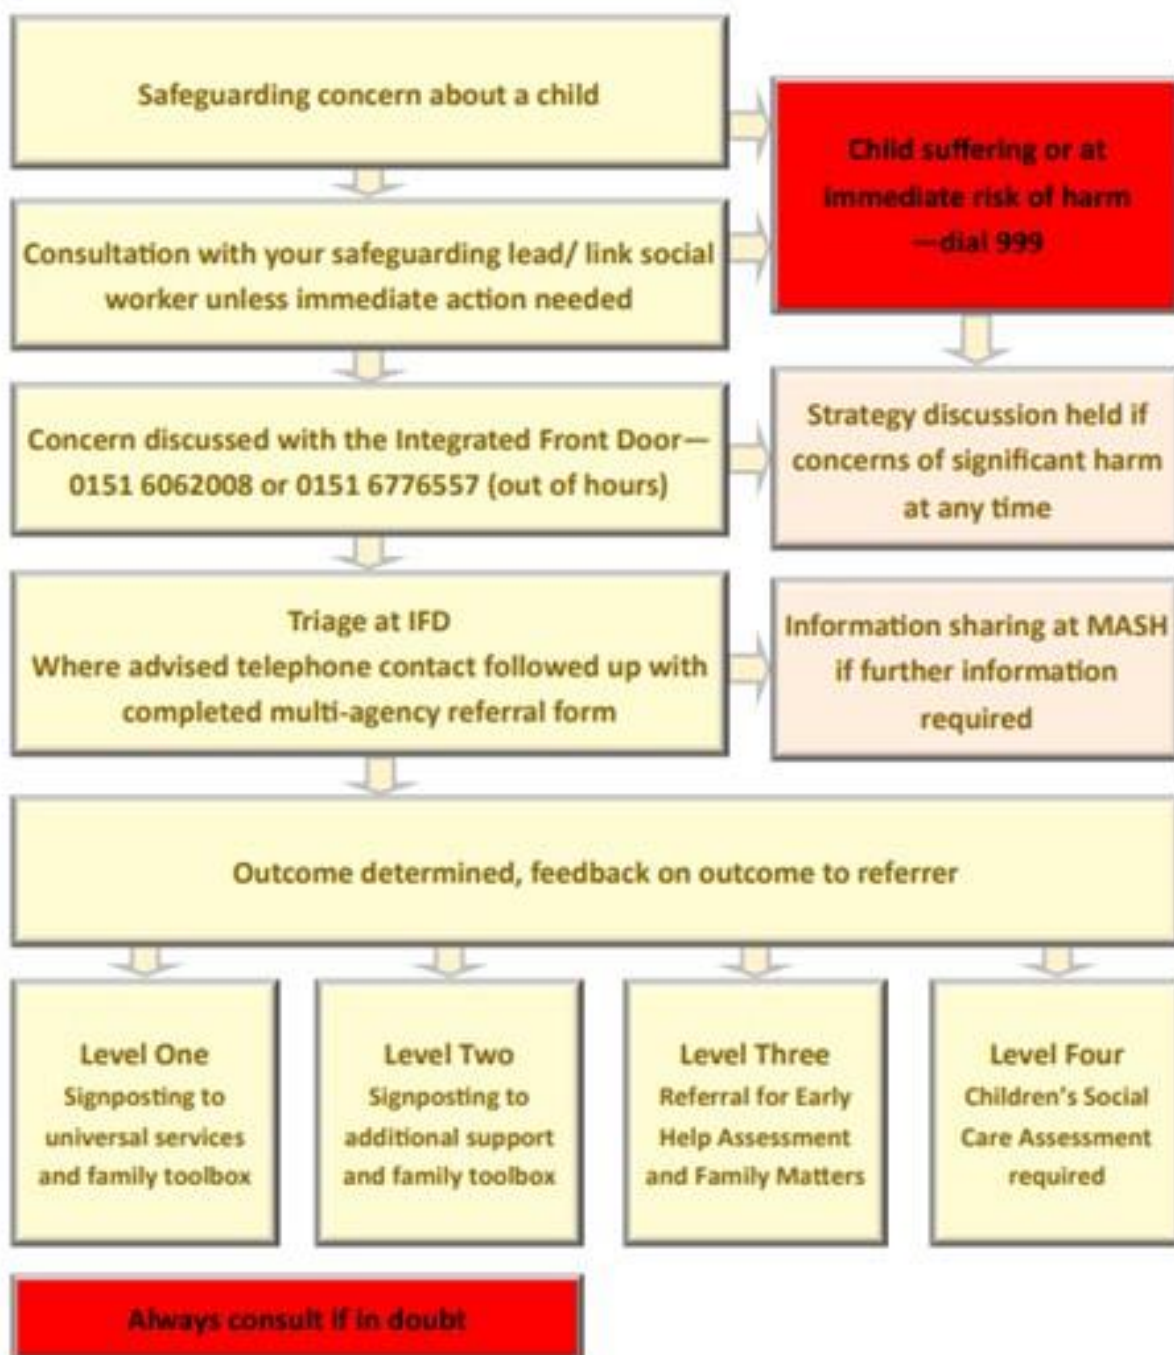 Safeguarding concern about a child
Child suffering or at
immediate risk of harm
—dial 999
Consultation with your safeguarding lead/ link social
worker unless immediate action needed
Concern discussed with the Integrated Front Door—
0151 6062008 or 0151 6776557 (out of hours)
Strategy discussion held if
concerns of significant harm
at any time
Triage at IFD
Where advised telephone contact followed up with
completed multi-agency referral form
Information sharing at MASH
if further information
required
Outcome determined, feedback on outcome to referrer
Level One
Signposting to
universal services
and family toolbox
Level Two
Signposting to
additional support
and family toolbox
Level Three
Referral for Early
Help Assessment
and Family Matters
Level Four
Children's Social
Care Assessment
required
Always consult if in doubt